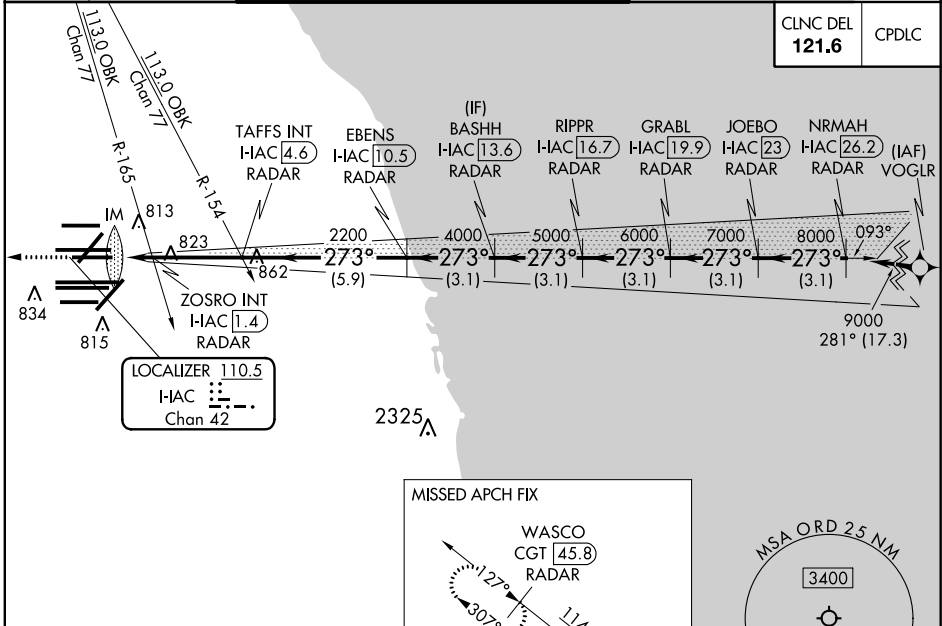 CLNC DEL
121.6
CPDLC
113.0 OBK
Chan 77
113.0 OBK
Chan 77
R-165
R-154
TAFFS INT
I-IAC 4.6
RADAR
EBENS
I-IAC 10.5
RADAR
(IF)
BASHH
I-IAC 13.6
RADAR
RIPPR
I-IAC 16.7
RADAR
GRABL
I-IAC 19.9
RADAR
JOEBO
I-IAC 23
RADAR
NRMAH
I-IAC 26.2
RADAR
(IAF)
VOGLR
IM
813
823
862
834
815
2200
273°
(5.9)
4000
273°
(3.1)
5000
273°
(3.1)
6000
273°
(3.1)
7000
273°
(3.1)
8000
273°
(3.1)
093°
9000
281° (17.3)
ZOSRO INT
I-IAC 1.4
RADAR
LOCALIZER 110.5
I-IAC
Chan 42
2325
MISSED APCH FIX
WASCO
CGT 45.8
RADAR
127°
307°
MSA ORD 25 NM
3400